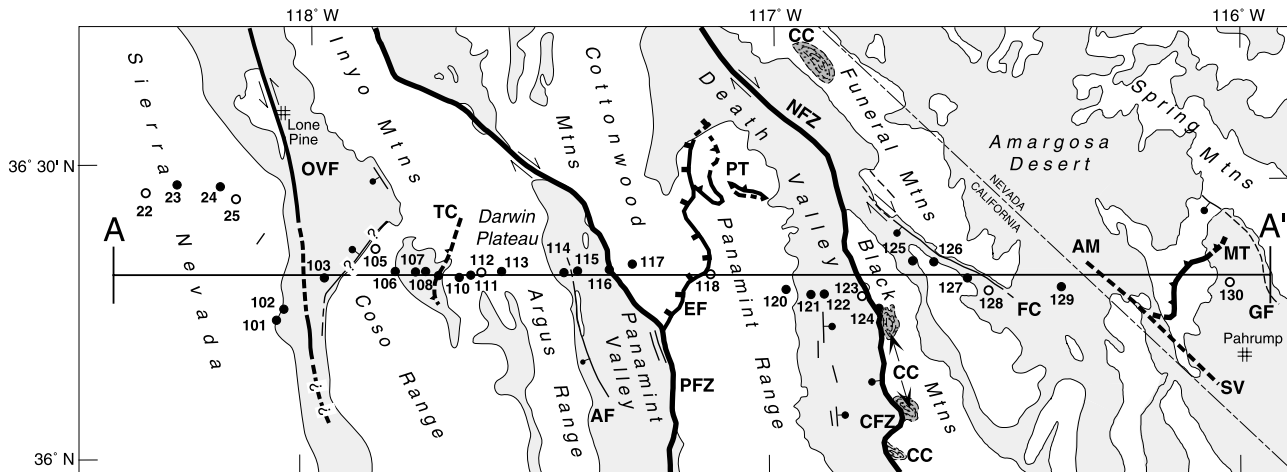 118° W
117° W
116° W
36° 30' N
36° N
Sierra Nevada
Inyo Mtns
Cottonwood Mtns
Death Valley
Funeral Mtns
Amargosa
Desert
Spring Mtns
Lone
Pine
OVF
CC
NFZ
PT
NEVADA
CALIFORNIA
TC
Darwin
Plateau
A
A'
AM
MT
GF
22
23
24
25
101
102
103
?
?
105
106
107
108
110
111
112
113
114
115
116
117
118
120
121
122
123
124
125
126
127
128
129
130
EF
FC
Coso Range
Argus Range
Panamint
Valley
Panamint Range
Black Mtns
Pahrump
SV
PFZ
AF
CFZ
CC
CC
?
?